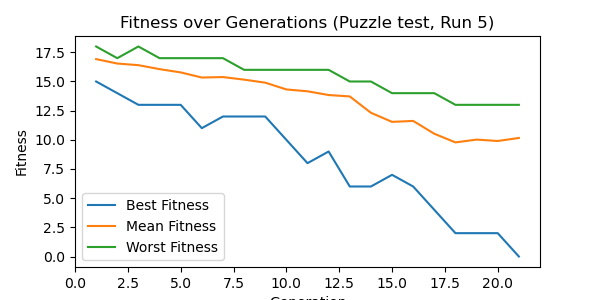 Fitness over Generations (Puzzle test, Run 5)
Fitness
17.5
15.0
12.5
10.0
7.5
5.0
2.5
0.0
Best Fitness
Mean Fitness
Worst Fitness
0.0 2.5 5.0 7.5 10.0 12.5 15.0 17.5 20.0
Generation